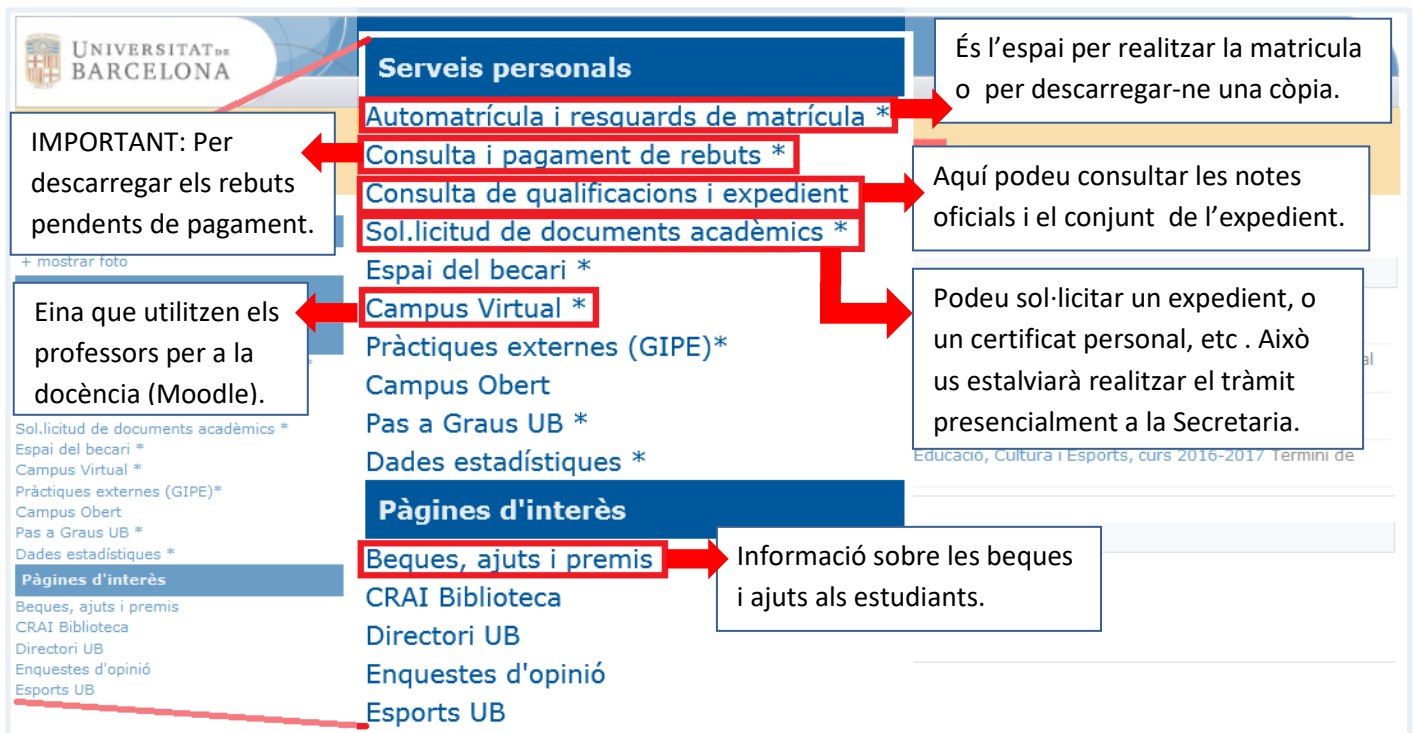 UNIVERSITAT DE
BARCELONA
Serveis personals
Automatrícula i resguards de matrícula *
Consulta i pagament de rebuts *
Consulta de qualificacions i expedient
Sol.licitud de documents acadèmics *
Espai del becari *
Campus Virtual *
Pràctiques externes (GIPE)*
Campus Obert
Pas a Graus UB *
Dades estadístiques *
Pàgines d'interès
Beques, ajuts i premis
CRAI Biblioteca
Directori UB
Enquestes d'opinió
Esports UB
És l’espai per realitzar la matricula
o per descarregar-ne una còpia.
IMPORTANT: Per
descarregar els rebuts
pendents de pagament.
Aquí podeu consultar les notes
oficials i el conjunt de l’expedient.
+ mostrar foto
Eina que utilitzen els
professors per a la
docència (Moodle).
Podeu sol·licitar un expedient, o
un certificat personal, etc . Això
us estalviarà realitzar el tràmit
presencialment a la Secretaria.
al
Educació, Cultura i Esports, curs 2016-2017 Termini de
Informació sobre les beques
i ajuts als estudiants.
Sol.licitud de documents acadèmics *
Espai del becari *
Campus Virtual *
Pràctiques externes (GIPE)*
Campus Obert
Pas a Graus UB *
Dades estadístiques *
Pàgines d'interès
Beques, ajuts i premis
CRAI Biblioteca
Directori UB
Enquestes d'opinió
Esports UB